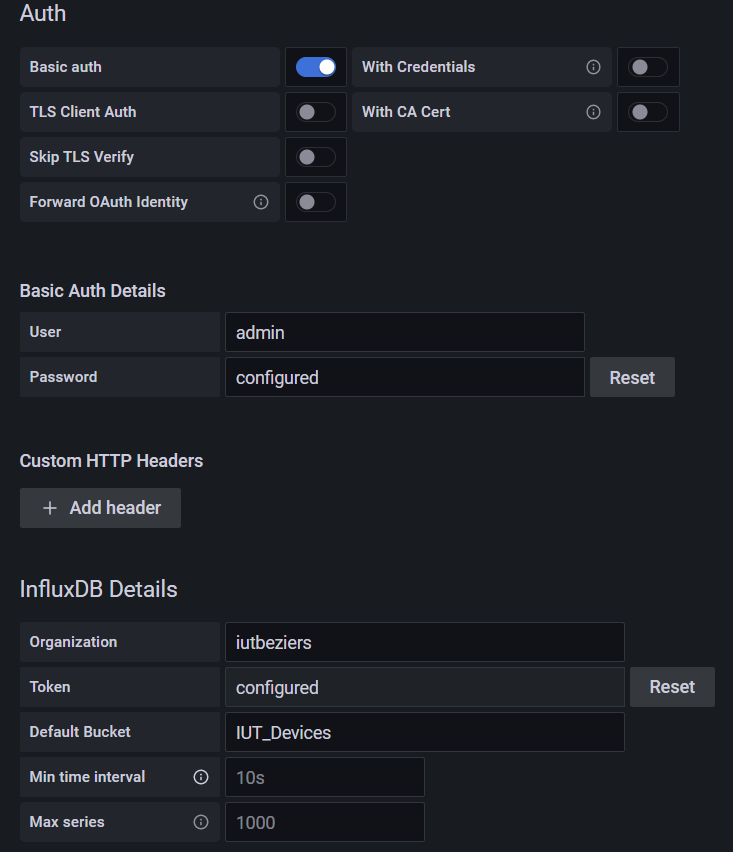 Auth
Basic auth With Credentials
TLS Client Auth With CA Cert
Skip TLS Verify
Forward OAuth Identity
Basic Auth Details
User admin
Password configured Reset
Custom HTTP Headers
+ Add header
InfluxDB Details
Organization iutbeziers
Token configured Reset
Default Bucket IUT_Devices
Min time interval 10s
Max series 1000